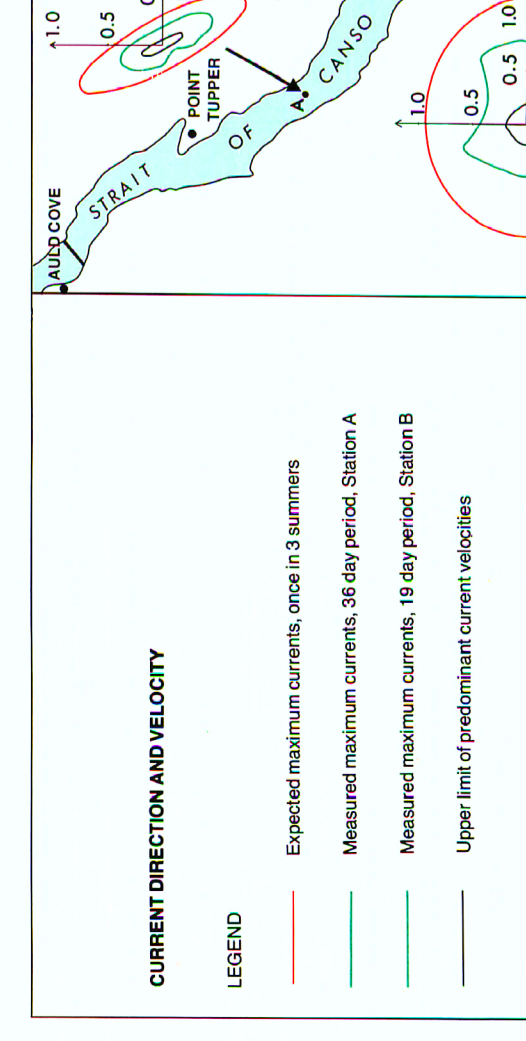 CURRENT DIRECTION AND VELOCITY
LEGEND
Expected maximum currents, once in 3 summers
Measured maximum currents, 36 day period, Station A
Measured maximum currents, 19 day period, Station B
Upper limit of predominant current velocities
AULD COVE
STRAIT
OF
CANSO
POINT
TUPPER
A
1.0
0.5
1.0
0.5
0.5
1.0